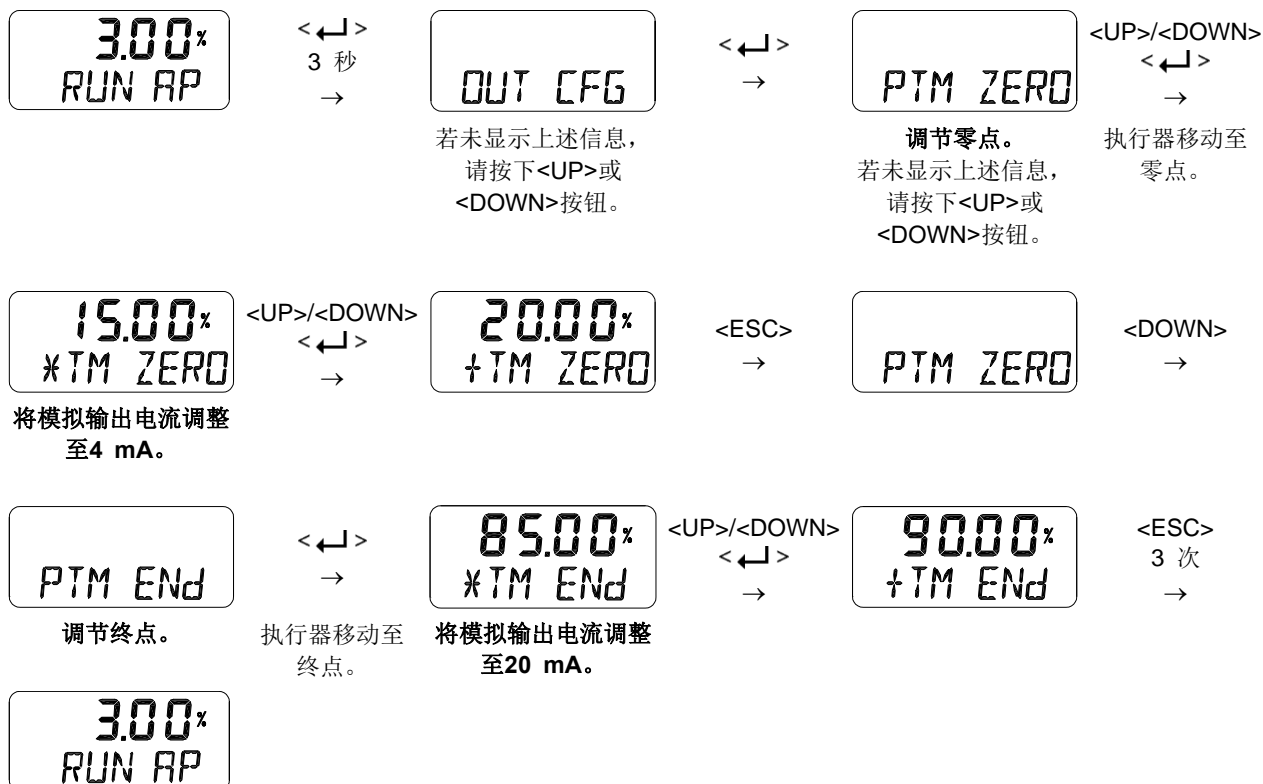 3.00%
RUN AP
< ↵ >
3 秒
→
OUT CFG
若未显示上述信息，
请按下<UP>或
<DOWN>按钮。
< ↵ >
→
PTM ZERO
调节零点。
若未显示上述信息，
请按下<UP>或
<DOWN>按钮。
<UP>/<DOWN>
< ↵ >
→
执行器移动至
零点。
15.00%
*TM ZERO
将模拟输出电流调整
至4 mA。
<UP>/<DOWN>
< ↵ >
→
20.00%
+TM ZERO
<ESC>
→
PTM ZERO
<DOWN>
→
PTM ENd
调节终点。
< ↵ >
→
执行器移动至
终点。
85.00%
*TM ENd
将模拟输出电流调整
至20 mA。
<UP>/<DOWN>
< ↵ >
→
90.00%
+TM ENd
<ESC>
3 次
→
3.00%
RUN AP